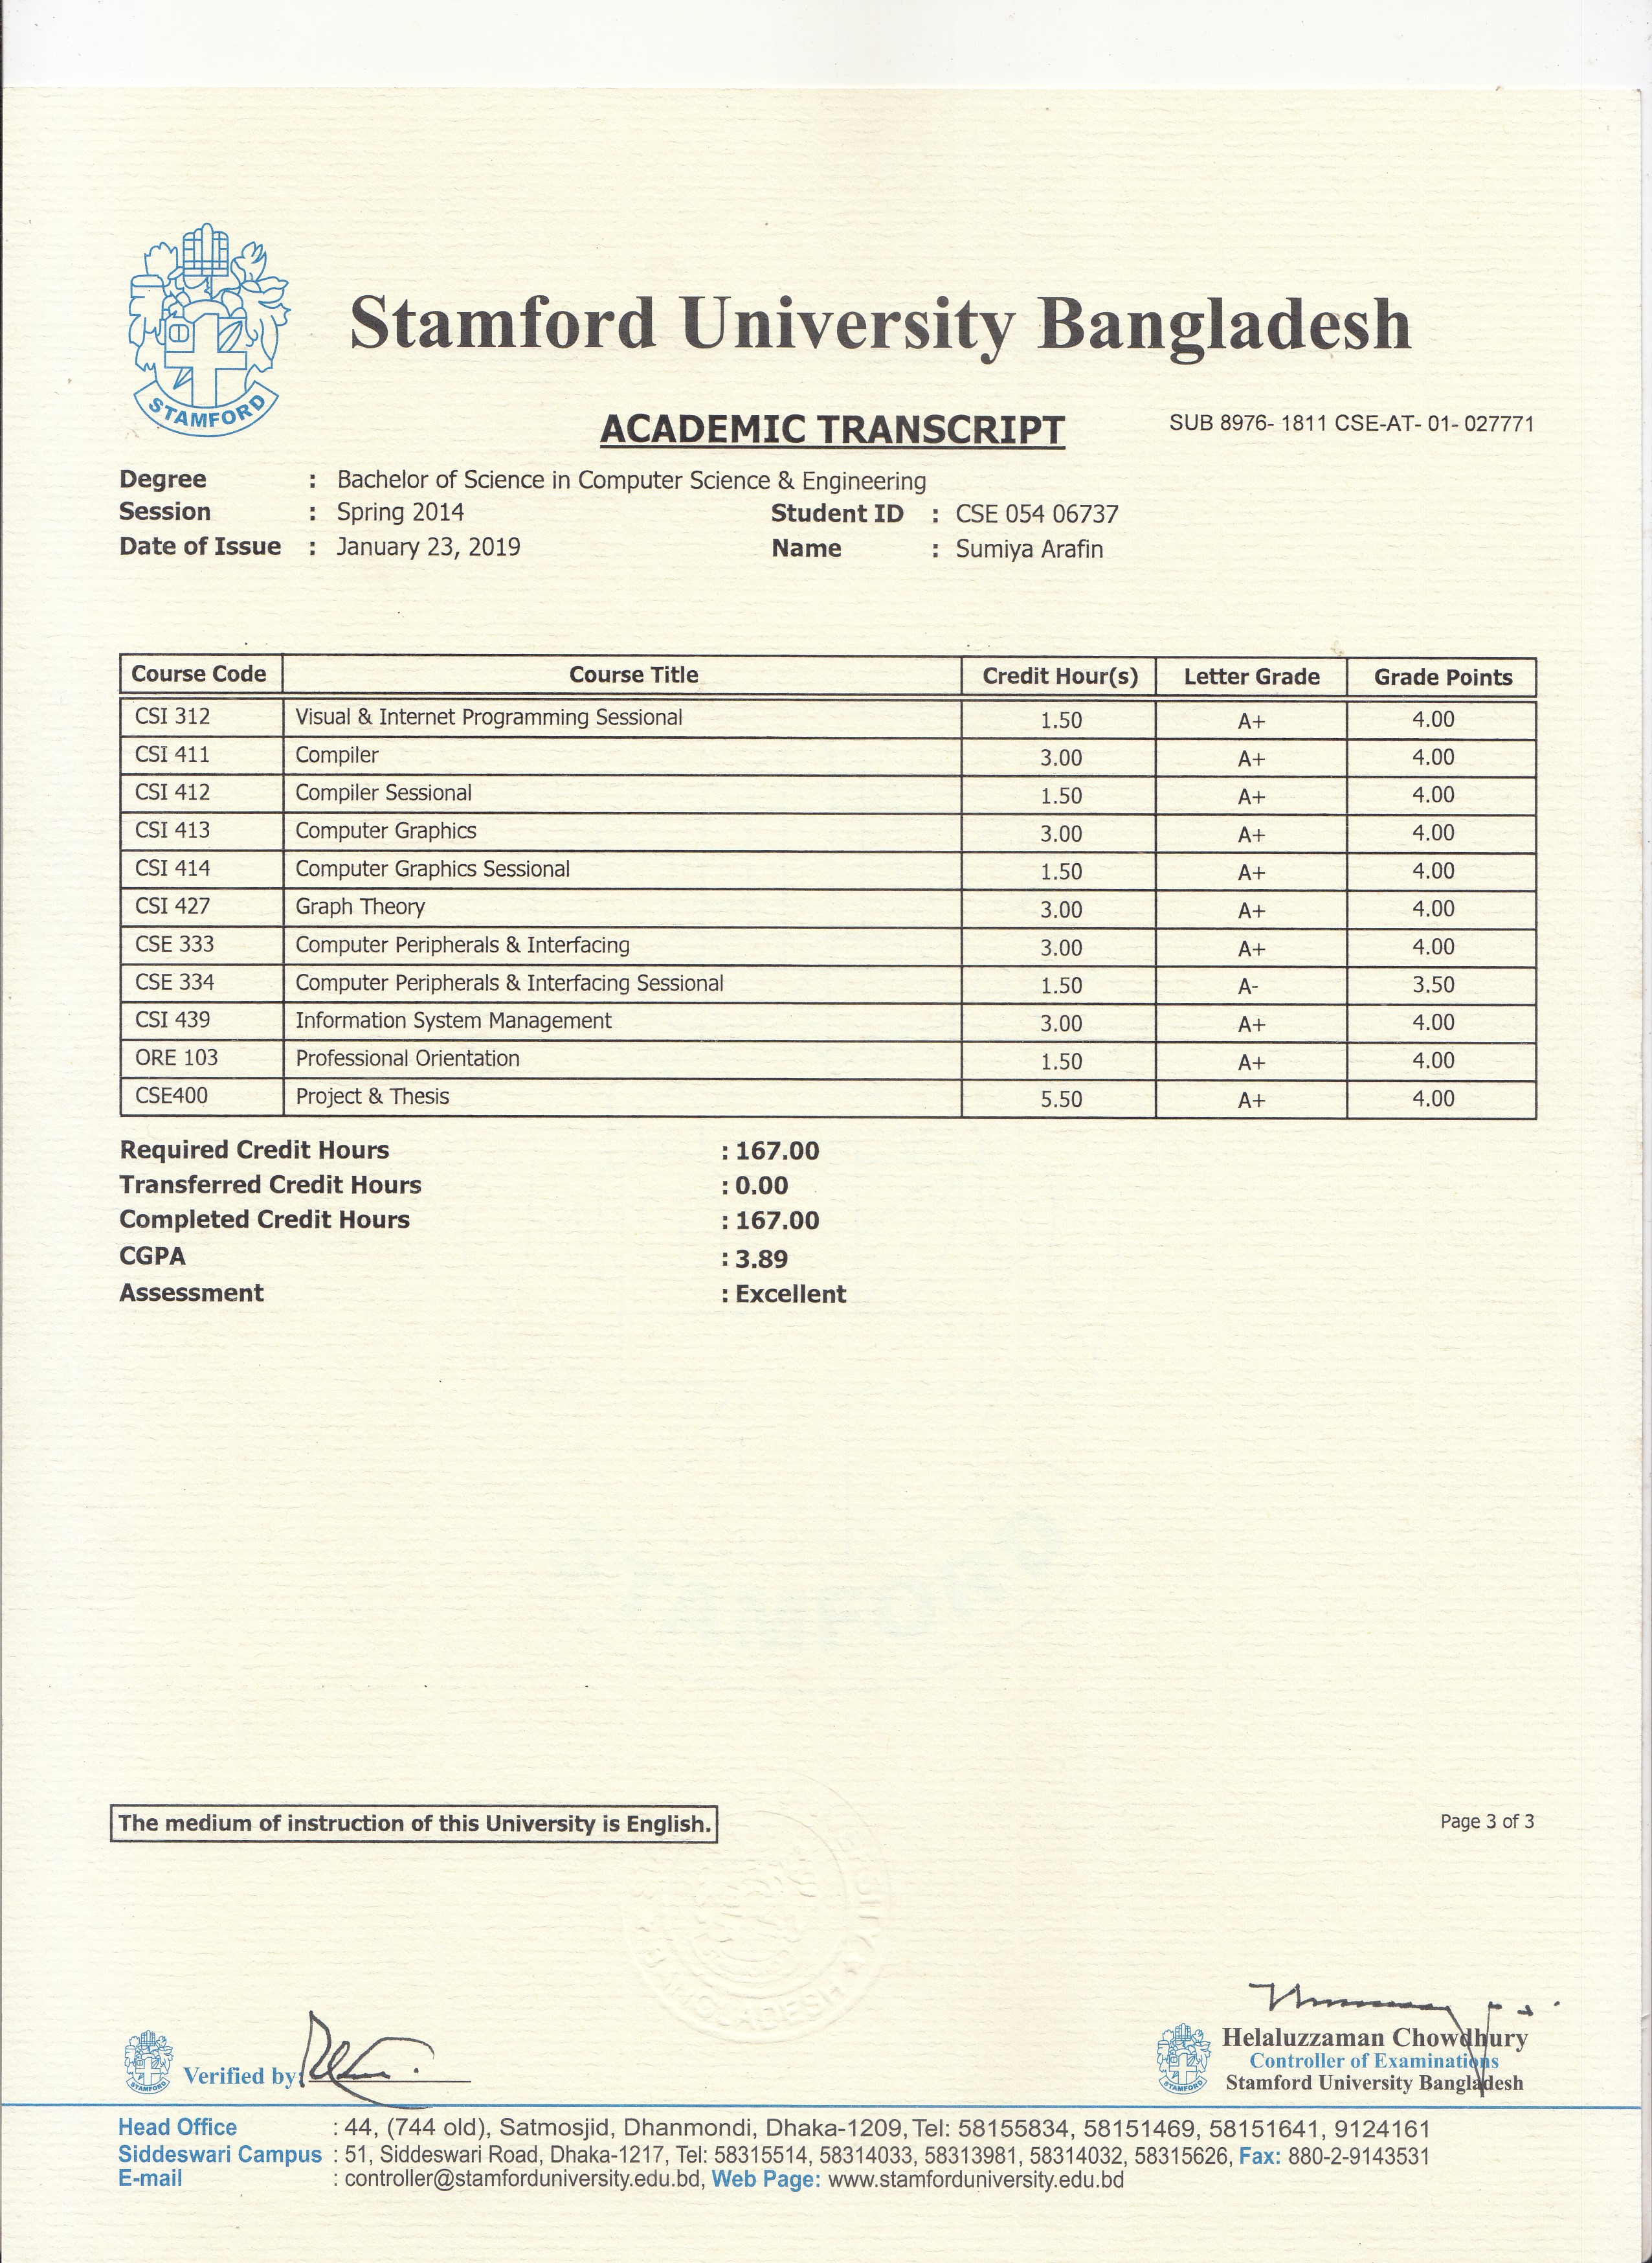 STAMFORD
Stamford University Bangladesh
ACADEMIC TRANSCRIPT
SUB 8976- 1811 CSE-AT- 01- 027771
Degree : Bachelor of Science in Computer Science & Engineering
Session : Spring 2014 Student ID : CSE 054 06737
Date of Issue : January 23, 2019 Name : Sumiya Arafin
Course Code Course Title Credit Hour(s) Letter Grade Grade Points
CSI 312 Visual & Internet Programming Sessional 1.50 A+ 4.00
CSI 411 Compiler 3.00 A+ 4.00
CSI 412 Compiler Sessional 1.50 A+ 4.00
CSI 413 Computer Graphics 3.00 A+ 4.00
CSI 414 Computer Graphics Sessional 1.50 A+ 4.00
CSI 427 Graph Theory 3.00 A+ 4.00
CSE 333 Computer Peripherals & Interfacing 3.00 A+ 4.00
CSE 334 Computer Peripherals & Interfacing Sessional 1.50 A- 3.50
CSI 439 Information System Management 3.00 A+ 4.00
ORE 103 Professional Orientation 1.50 A+ 4.00
CSE400 Project & Thesis 5.50 A+ 4.00
Required Credit Hours : 167.00
Transferred Credit Hours : 0.00
Completed Credit Hours : 167.00
CGPA : 3.89
Assessment : Excellent
STAMFORD
The medium of instruction of this University is English.
Page 3 of 3
BANGLADESH
Helaluzzaman Chowdhury
Controller of Examinations
Stamford University Bangladesh
STAMFORD
STAMFORD
Verified by:
Head Office : 44, (744 old), Satmosjid, Dhanmondi, Dhaka-1209, Tel: 58155834, 58151469, 58151641, 9124161
Siddeswari Campus : 51, Siddeswari Road, Dhaka-1217, Tel: 58315514, 58314033, 58313981, 58314032, 58315626, Fax: 880-2-9143531
E-mail : controller@stamforduniversity.edu.bd, Web Page: www.stamforduniversity.edu.bd